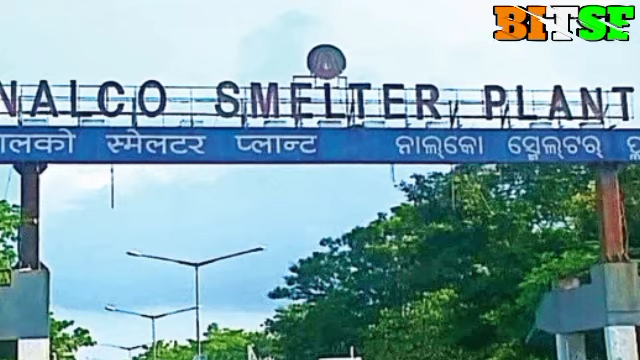 BITSF
NALCO SMELTER PLANT
ालको स्मेलटर प्लान्ट ନାଲ୍‌କୋ ସ୍ମେଲ୍‌ଟର୍